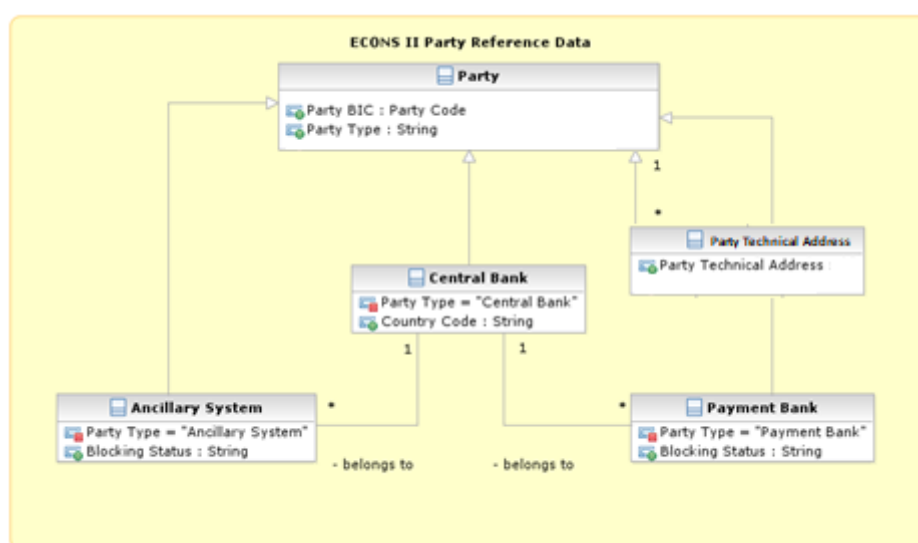 ECONS II Party Reference Data
Party
Party BIC : Party Code
Party Type : String
1
*
Party Technical Address
Party Technical Address :
Central Bank
Party Type = "Central Bank"
Country Code : String
1
1
Ancillary System
Party Type = "Ancillary System"
Blocking Status : String
*
- belongs to
*
- belongs to
Payment Bank
Party Type = "Payment Bank"
Blocking Status : String